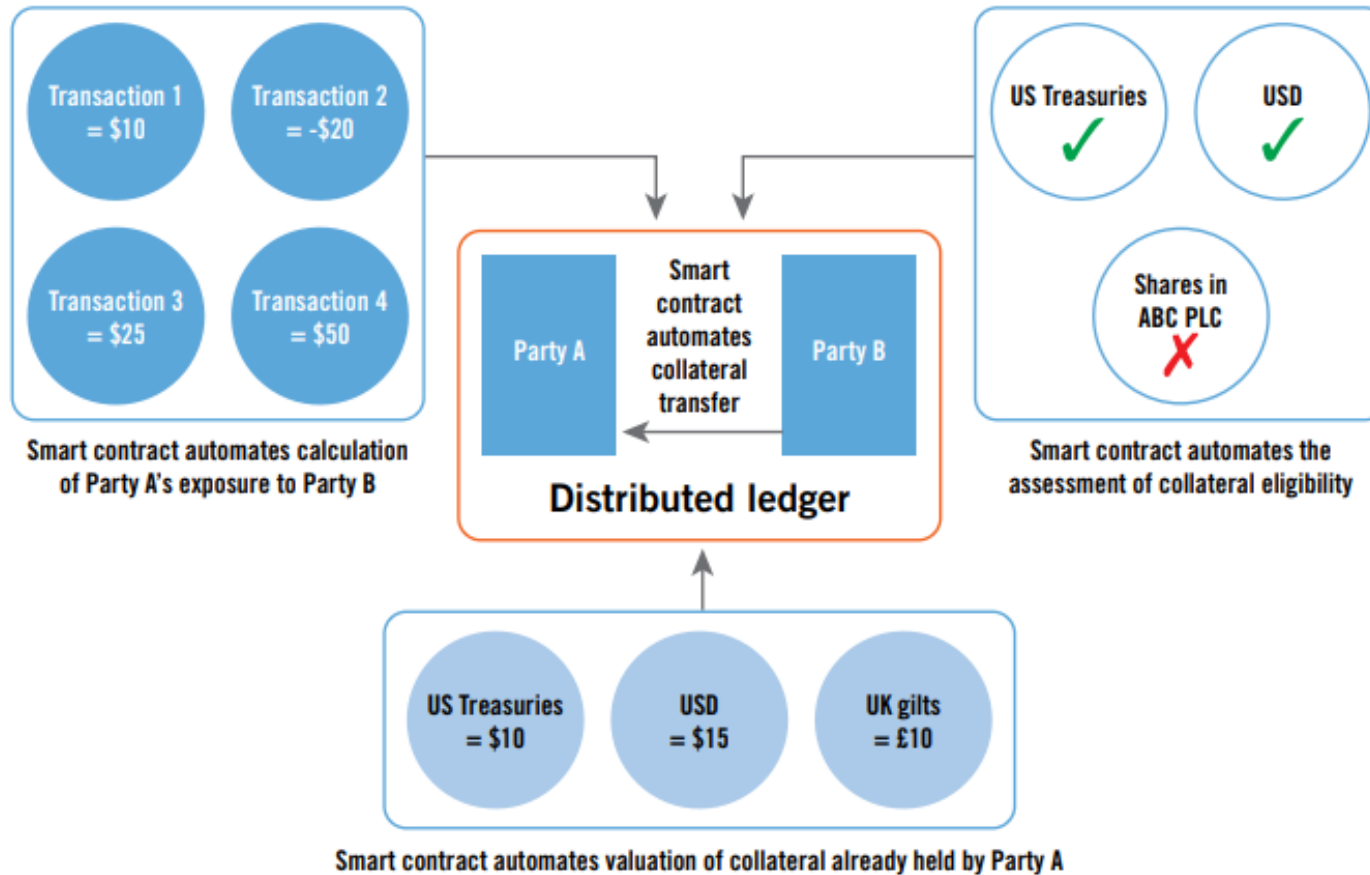 Transaction 1
= $10
Transaction 2
= -$20
Transaction 3
= $25
Transaction 4
= $50
Smart contract automates calculation
of Party A's exposure to Party B
US Treasuries
✓
USD
✓
Shares in
ABC PLC
✗
Smart contract automates the
assessment of collateral eligibility
Party A
Smart
contract
automates
collateral
transfer
Party B
Distributed ledger
US Treasuries
= $10
USD
= $15
UK gilts
= £10
Smart contract automates valuation of collateral already held by Party A